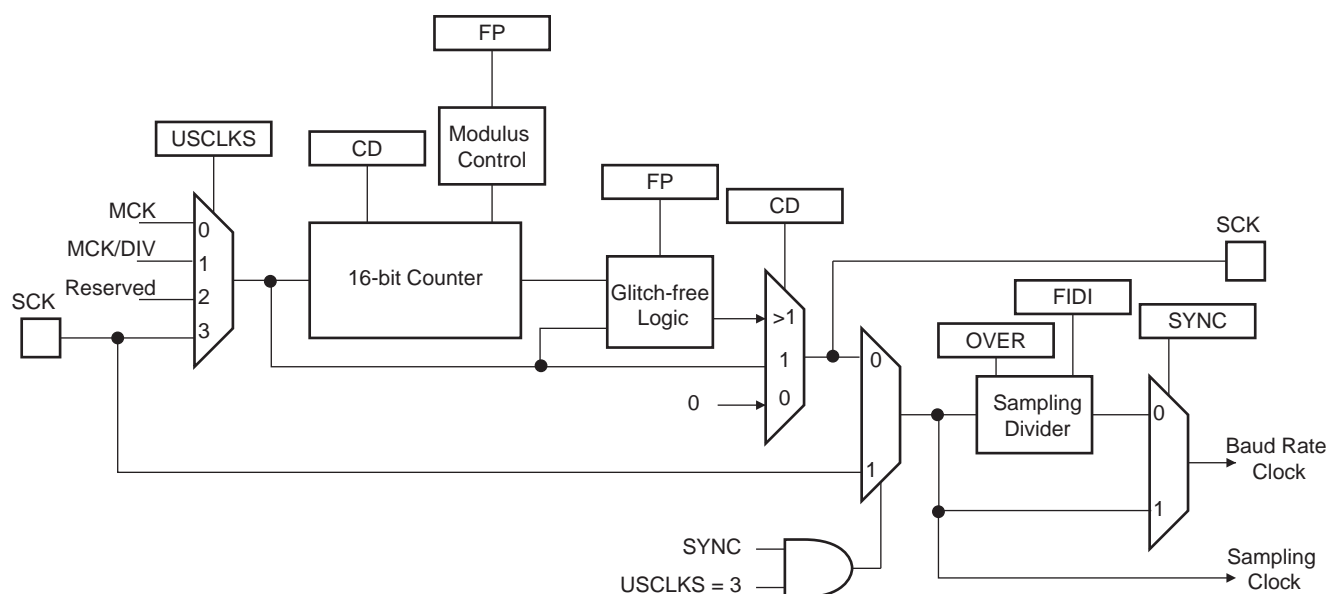 FP
USCLKS
CD
Modulus
Control
FP
CD
MCK
MCK/DIV
Reserved
SCK
0
1
2
3
16-bit Counter
Glitch-free
Logic
>1
1
0
0
SCK
FIDI
OVER
SYNC
0
1
Sampling
Divider
0
1
Baud Rate
Clock
SYNC
USCLKS = 3
Sampling
Clock